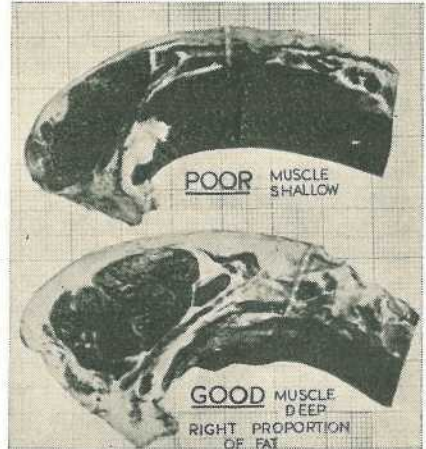 POOR MUSCLE
SHALLOW
GOOD MUSCLE
DEEP
RIGHT PROPORTION
OF FAT